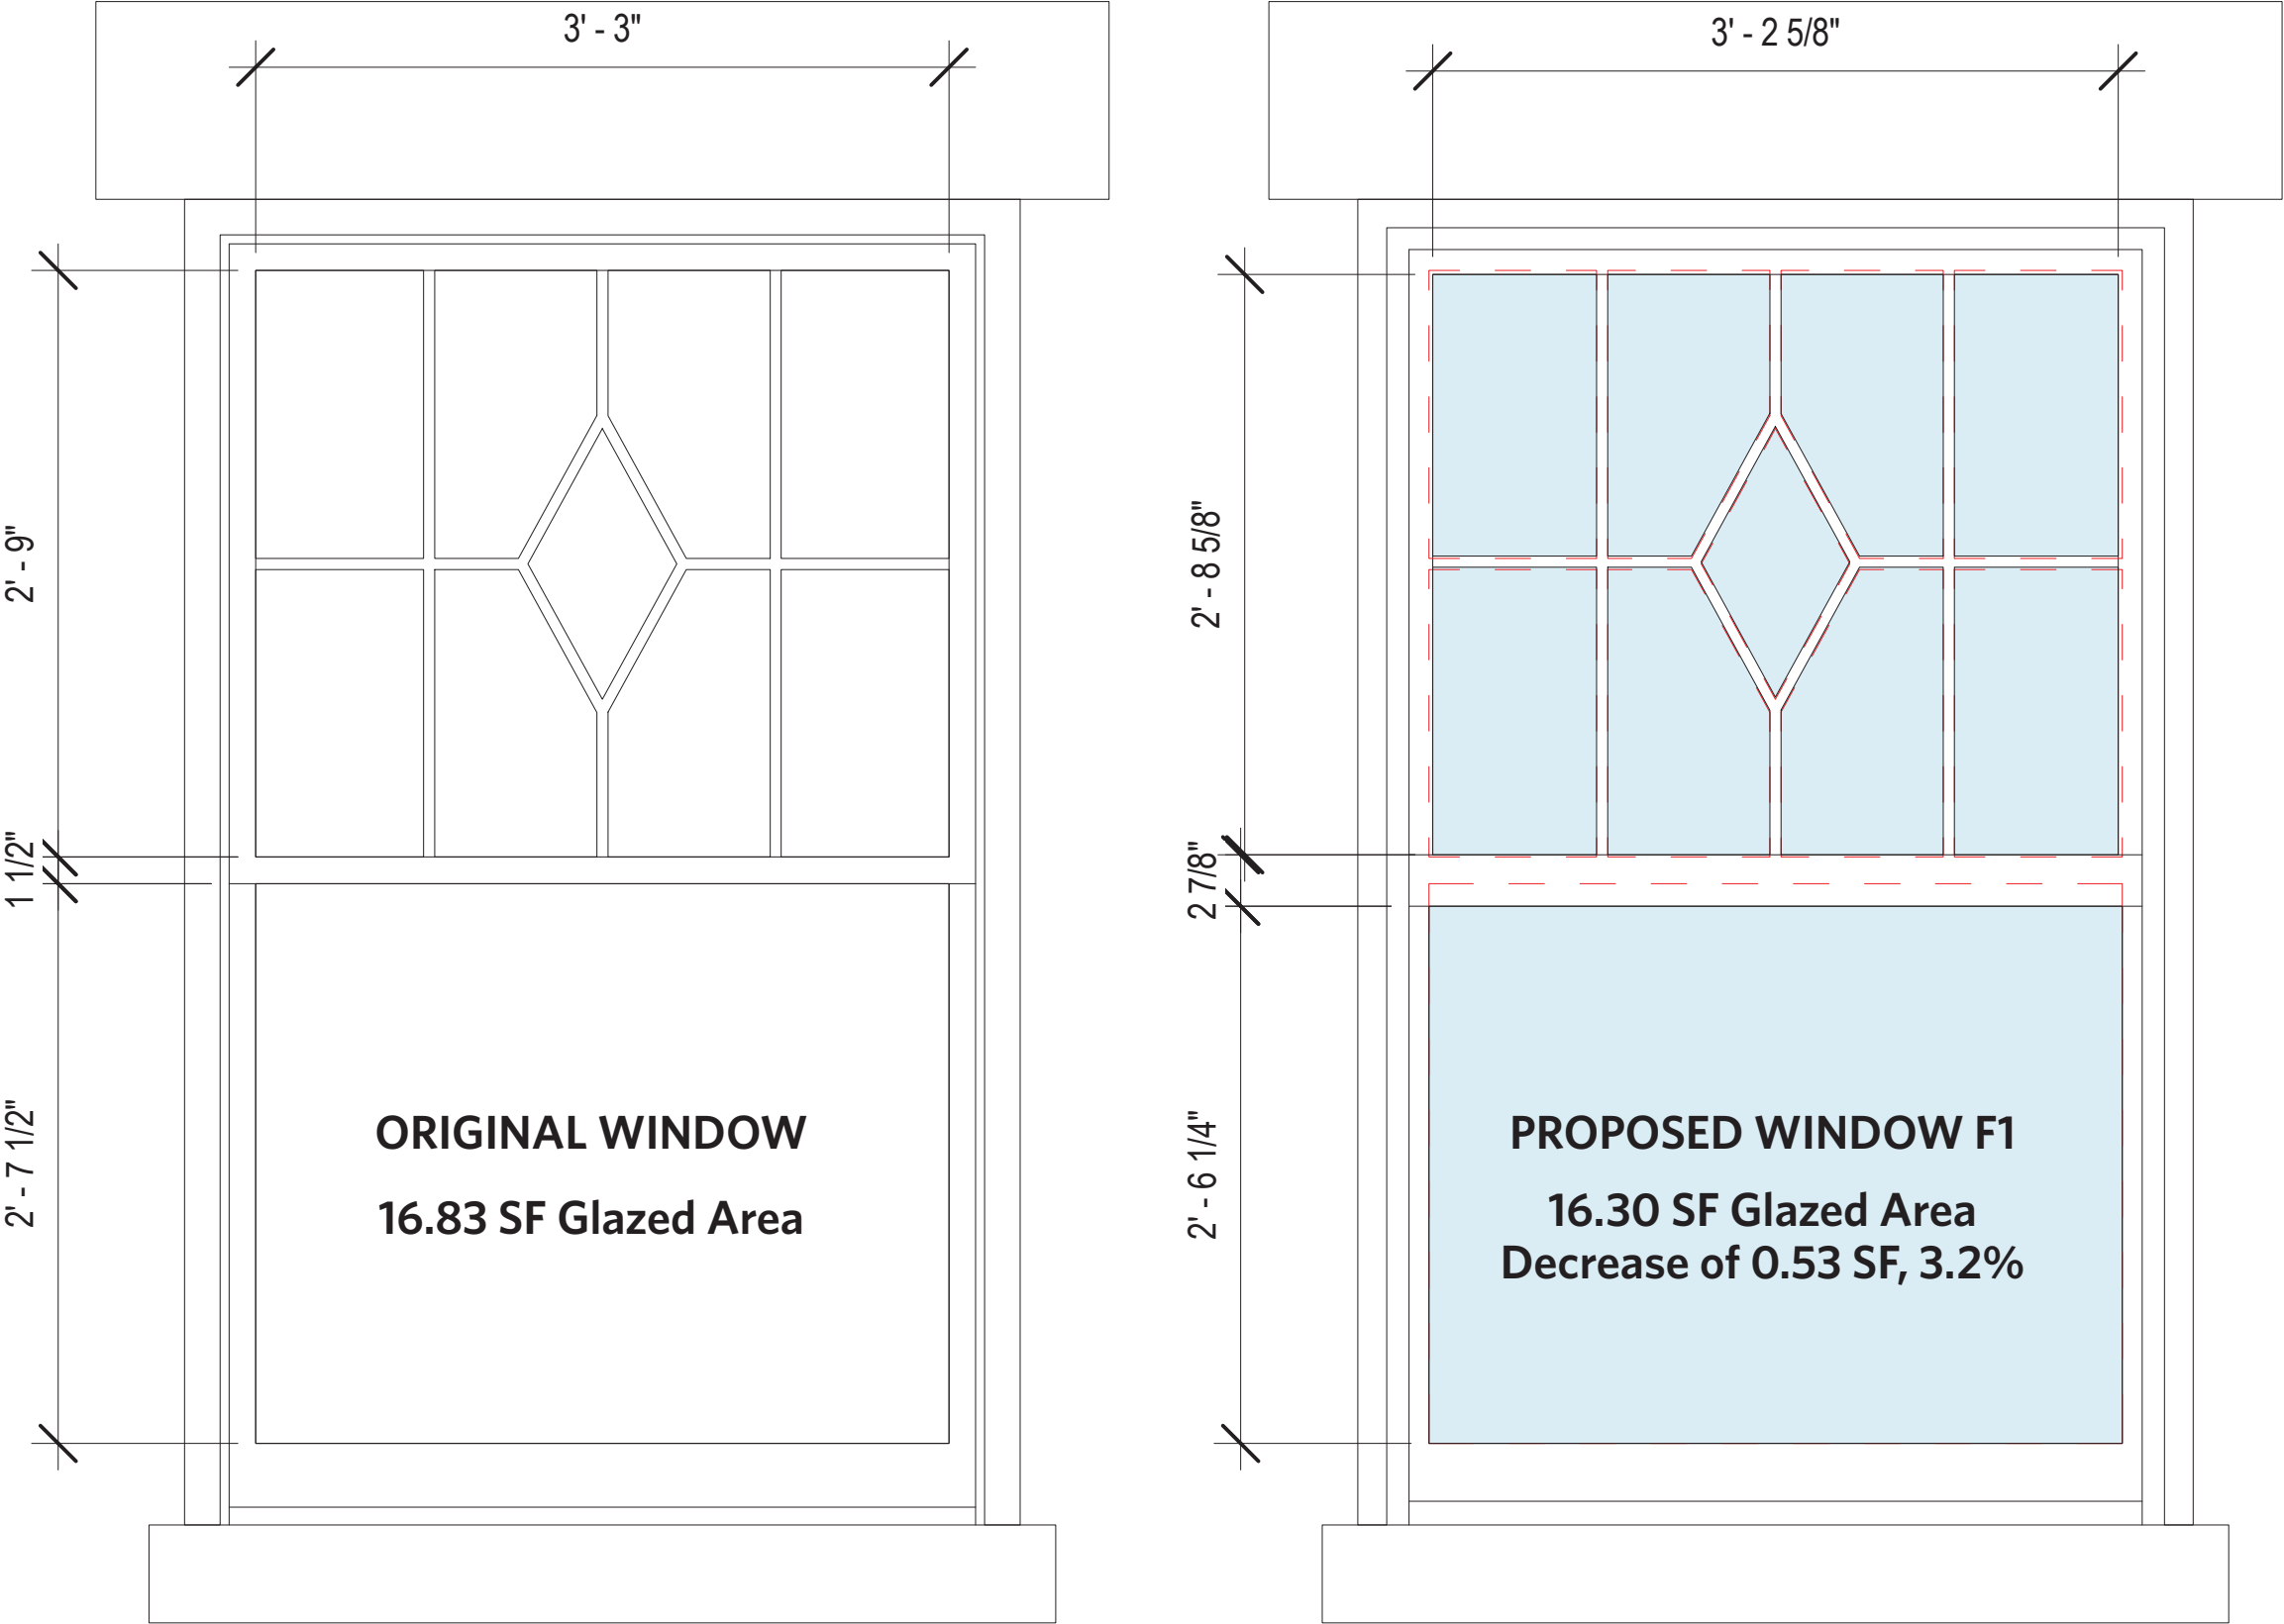 3' - 3"
2' - 9"
1 1/2"
2' - 7 1/2"
ORIGINAL WINDOW
16.83 SF Glazed Area
3' - 2 5/8"
2' - 8 5/8"
2 7/8"
2' - 6 1/4"
PROPOSED WINDOW F1
16.30 SF Glazed Area
Decrease of 0.53 SF, 3.2%